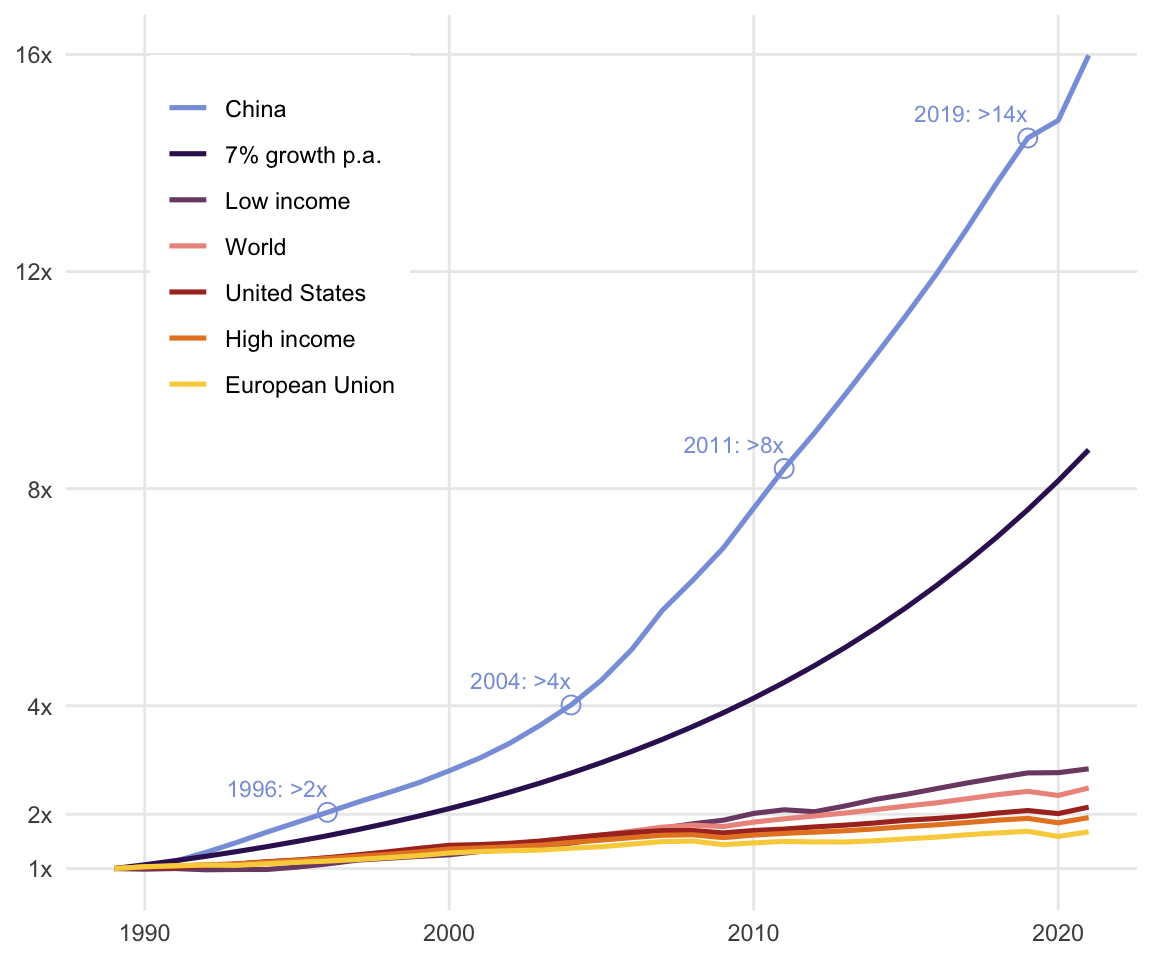 16x
China
2019: >14x
7% growth p.a.
Low income
World
12x
United States
High income
European Union
2011: >8x
8x
2004: >4x
4x
1996: >2x
2x
1x
1990
2000
2010
2020